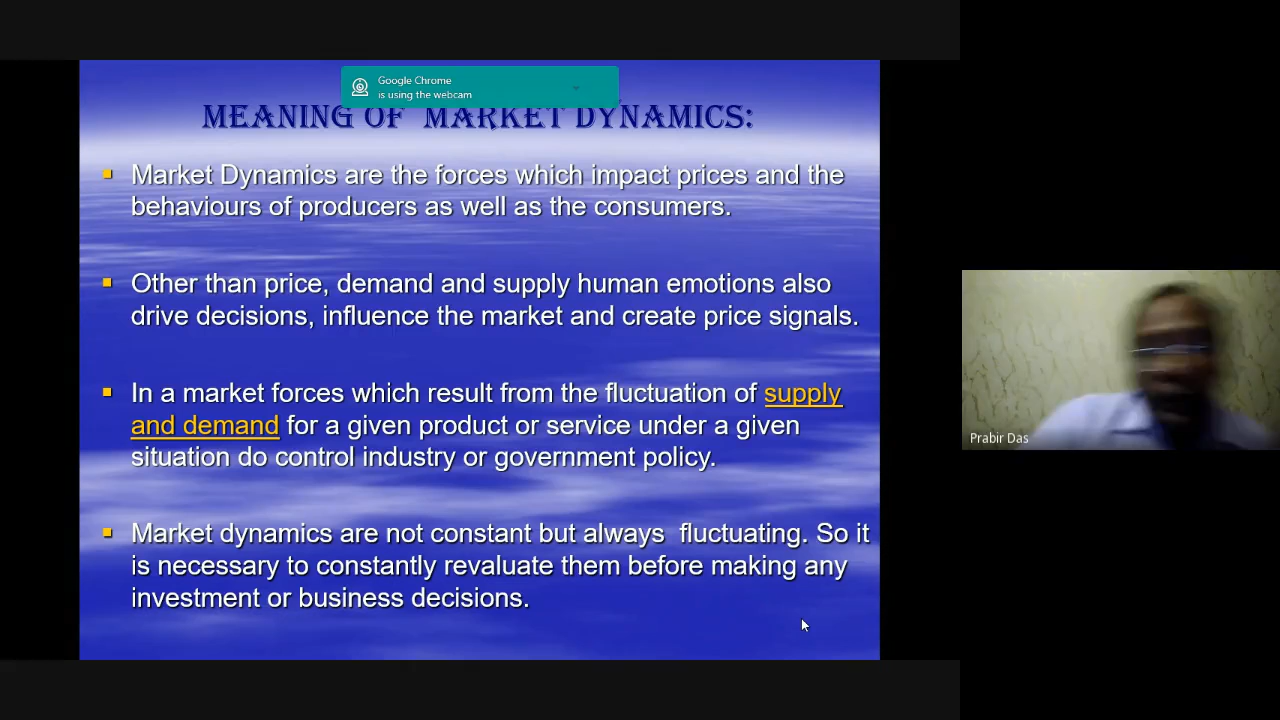 Google Chrome
is using the webcam
MEANING OF MARKET DYNAMICS:
Market Dynamics are the forces which impact prices and the
behaviours of producers as well as the consumers.
Other than price, demand and supply human emotions also
drive decisions, influence the market and create price signals.
In a market forces which result from the fluctuation of supply
and demand for a given product or service under a given
situation do control industry or government policy.
Market dynamics are not constant but always fluctuating. So it
is necessary to constantly revaluate them before making any
investment or business decisions.
Prabir Das